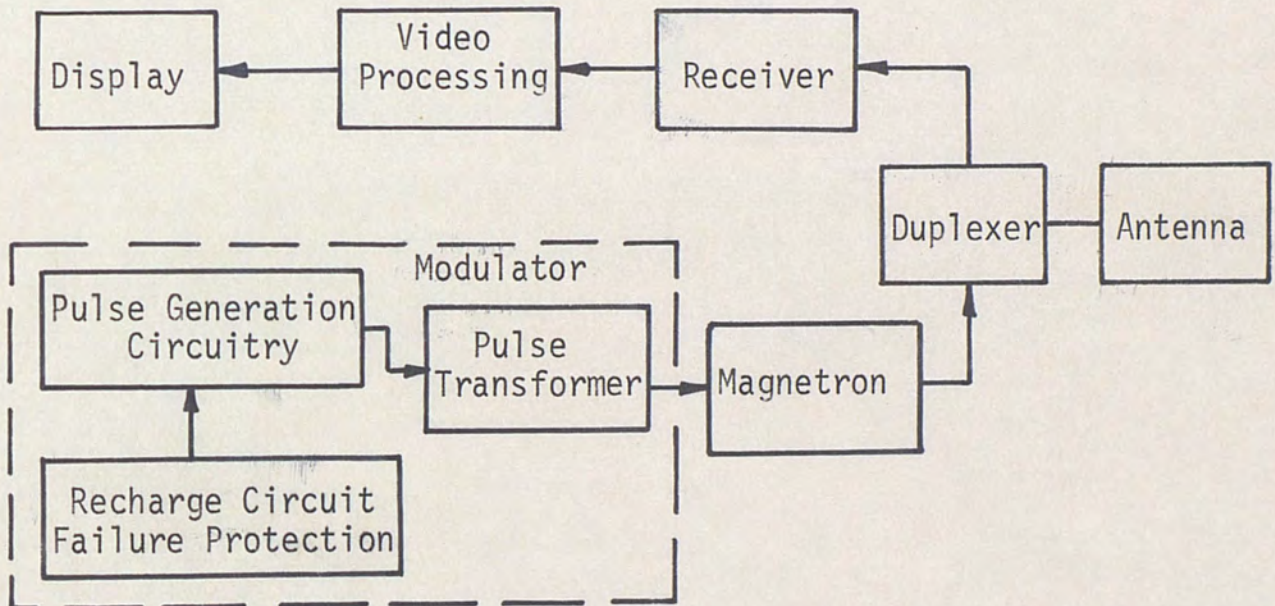 Display
Video
Processing
Receiver
Duplexer
Antenna
Modulator
Pulse Generation
Circuitry
Pulse
Transformer
Magnetron
Recharge Circuit
Failure Protection